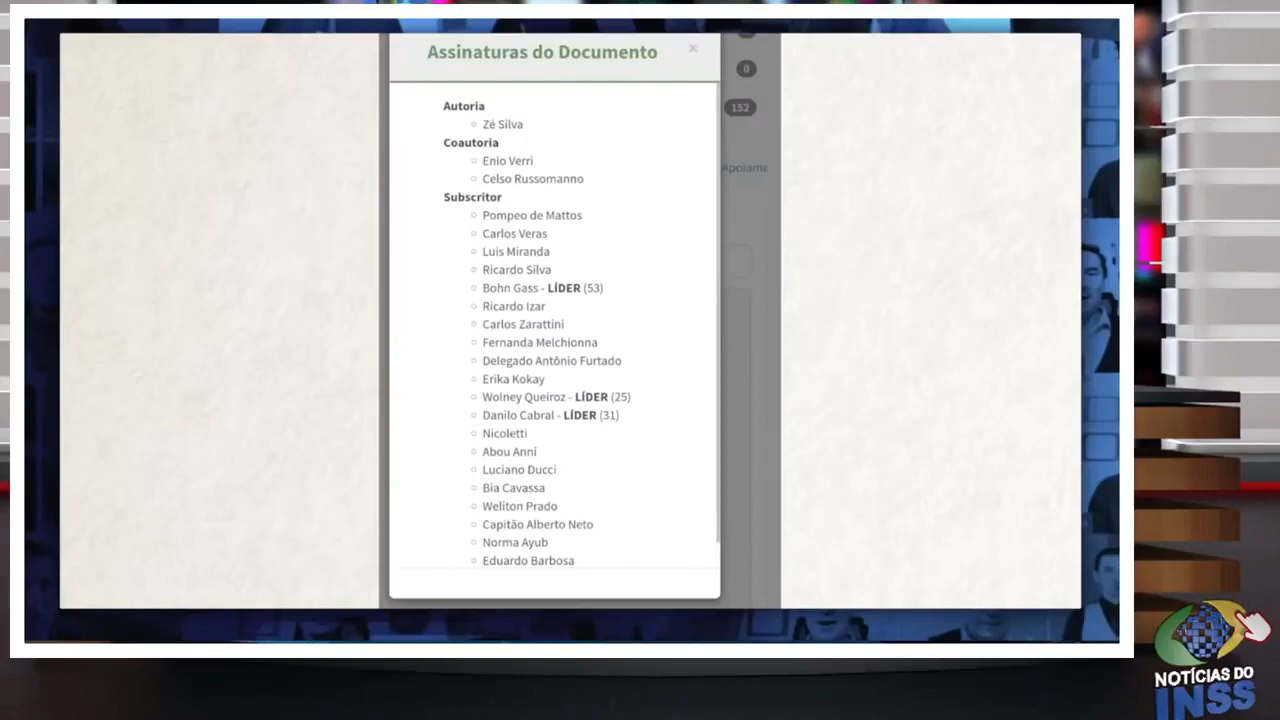 Assinaturas do Documento ×
0
152
Apoiame
Autoria
Zé Silva
Coautoria
Enio Verri
Celso Russomanno
Subscritor
Pompeo de Mattos
Carlos Veras
Luis Miranda
Ricardo Silva
Bohn Gass - LÍDER (53)
Ricardo Izar
Carlos Zarattini
Fernanda Melchionna
Delegado Antônio Furtado
Erika Kokay
Wolney Queiroz - LÍDER (25)
Danilo Cabral - LÍDER (31)
Nicoletti
Abou Anni
Luciano Ducci
Bia Cavassa
Weliton Prado
Capitão Alberto Neto
Norma Ayub
Eduardo Barbosa
NOTÍCIAS DO
INSS